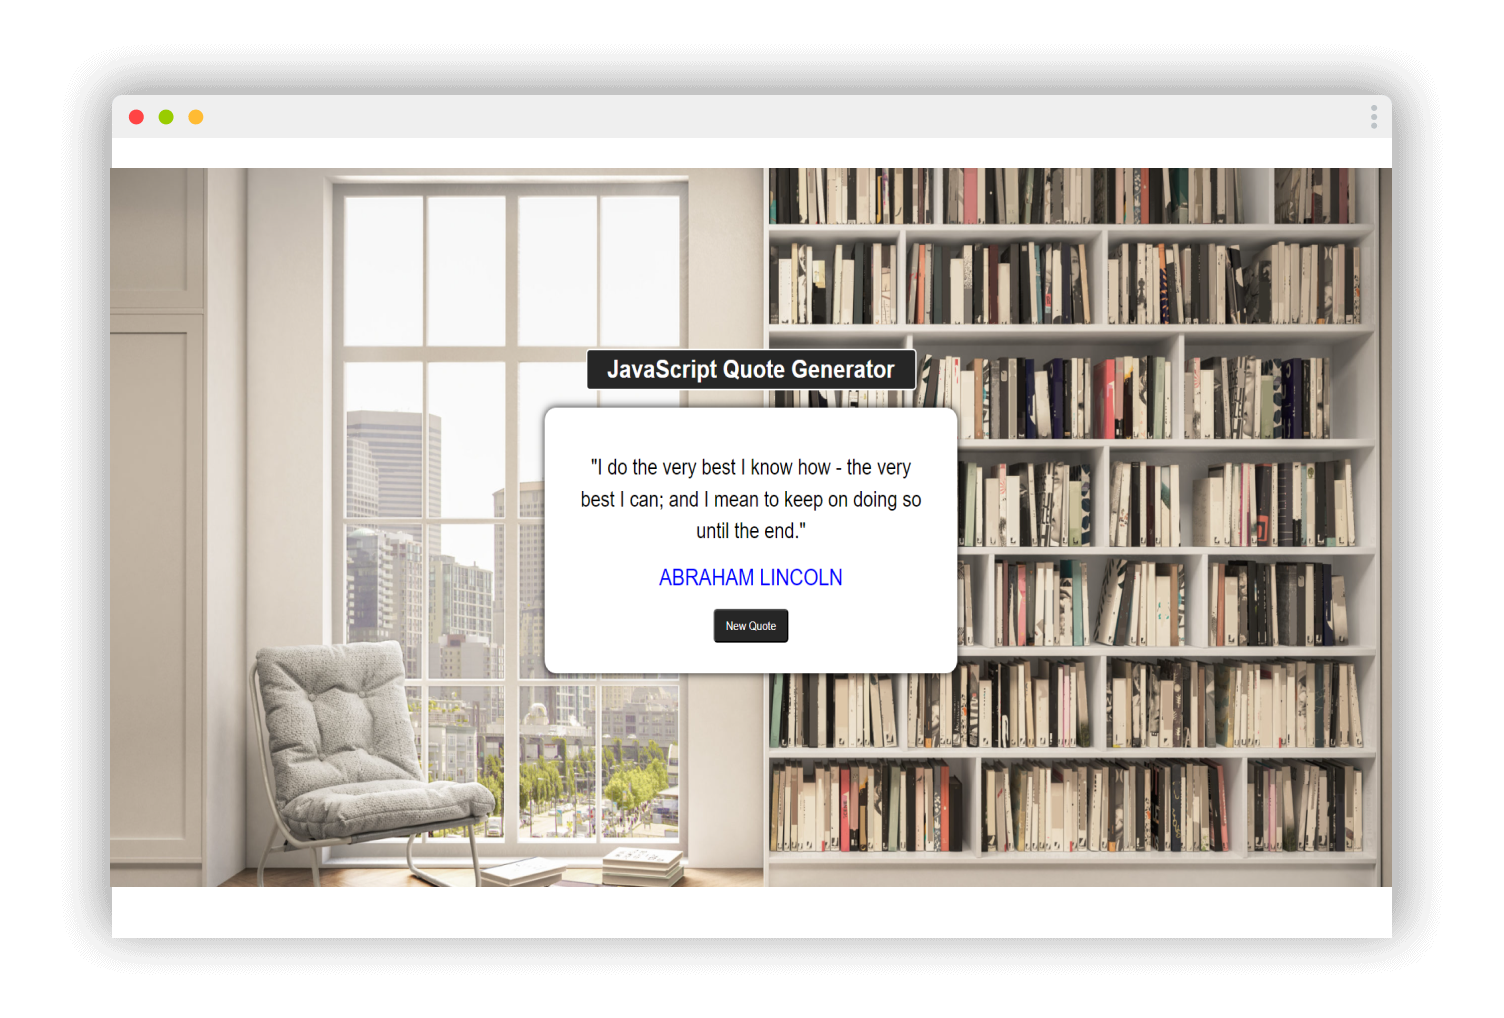 JavaScript Quote Generator
"I do the very best I know how - the very
best I can; and I mean to keep on doing so
until the end."
ABRAHAM LINCOLN
New Quote